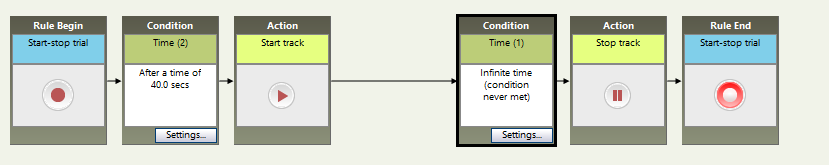 Rule Begin
Start-stop trial
Condition
Time (2)
After a time of
40.0 secs
Settings...
Action
Start track
Condition
Time (1)
Infinite time
(condition
never met)
Settings...
Action
Stop track
Rule End
Start-stop trial